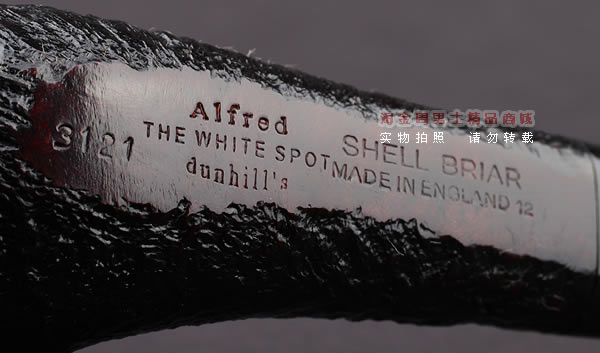 3121
Alfred
THE WHITE SPOT
dunhill's
SHELL BRIAR
MADE IN ENGLAND 12
实物拍照 请勿转载